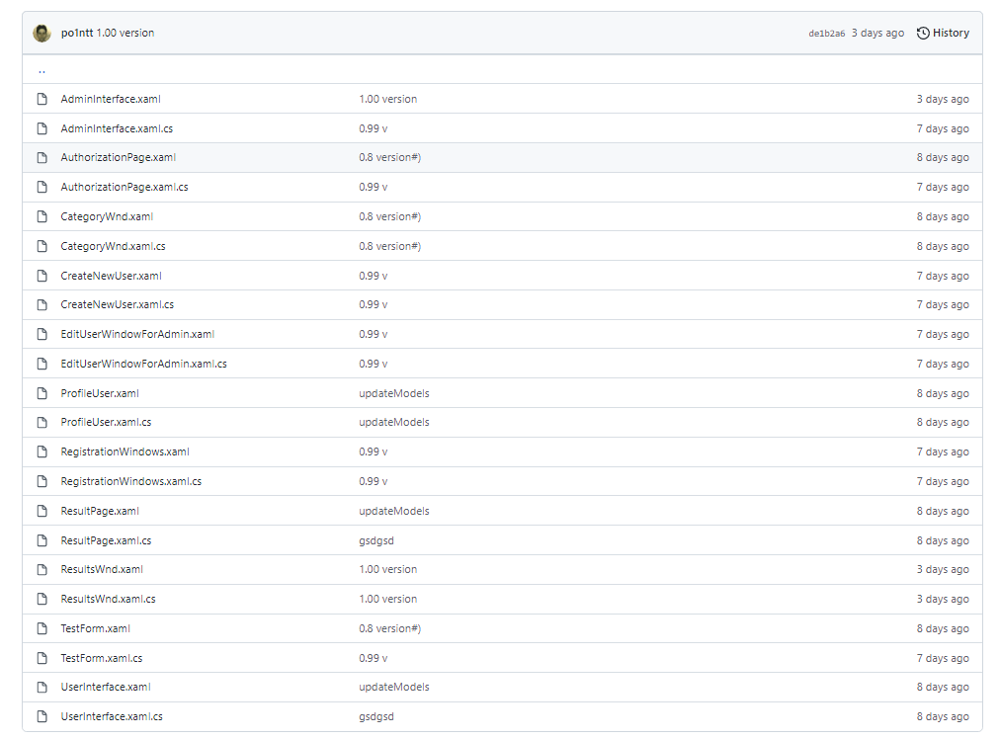 po1ntt 1.00 version de1b2a6 3 days ago History
..
AdminInterface.xaml 1.00 version 3 days ago
AdminInterface.xaml.cs 0.99 v 7 days ago
AuthorizationPage.xaml 0.8 version#) 8 days ago
AuthorizationPage.xaml.cs 0.99 v 7 days ago
CategoryWnd.xaml 0.8 version#) 8 days ago
CategoryWnd.xaml.cs 0.8 version#) 8 days ago
CreateNewUser.xaml 0.99 v 7 days ago
CreateNewUser.xaml.cs 0.99 v 7 days ago
EditUserWindowForAdmin.xaml 0.99 v 7 days ago
EditUserWindowForAdmin.xaml.cs 0.99 v 7 days ago
ProfileUser.xaml updateModels 8 days ago
ProfileUser.xaml.cs updateModels 8 days ago
RegistrationWindows.xaml 0.99 v 7 days ago
RegistrationWindows.xaml.cs 0.99 v 7 days ago
ResultPage.xaml updateModels 8 days ago
ResultPage.xaml.cs gsdgsd 8 days ago
ResultsWnd.xaml 1.00 version 3 days ago
ResultsWnd.xaml.cs 1.00 version 3 days ago
TestForm.xaml 0.8 version#) 8 days ago
TestForm.xaml.cs 0.99 v 7 days ago
UserInterface.xaml updateModels 8 days ago
UserInterface.xaml.cs gsdgsd 8 days ago